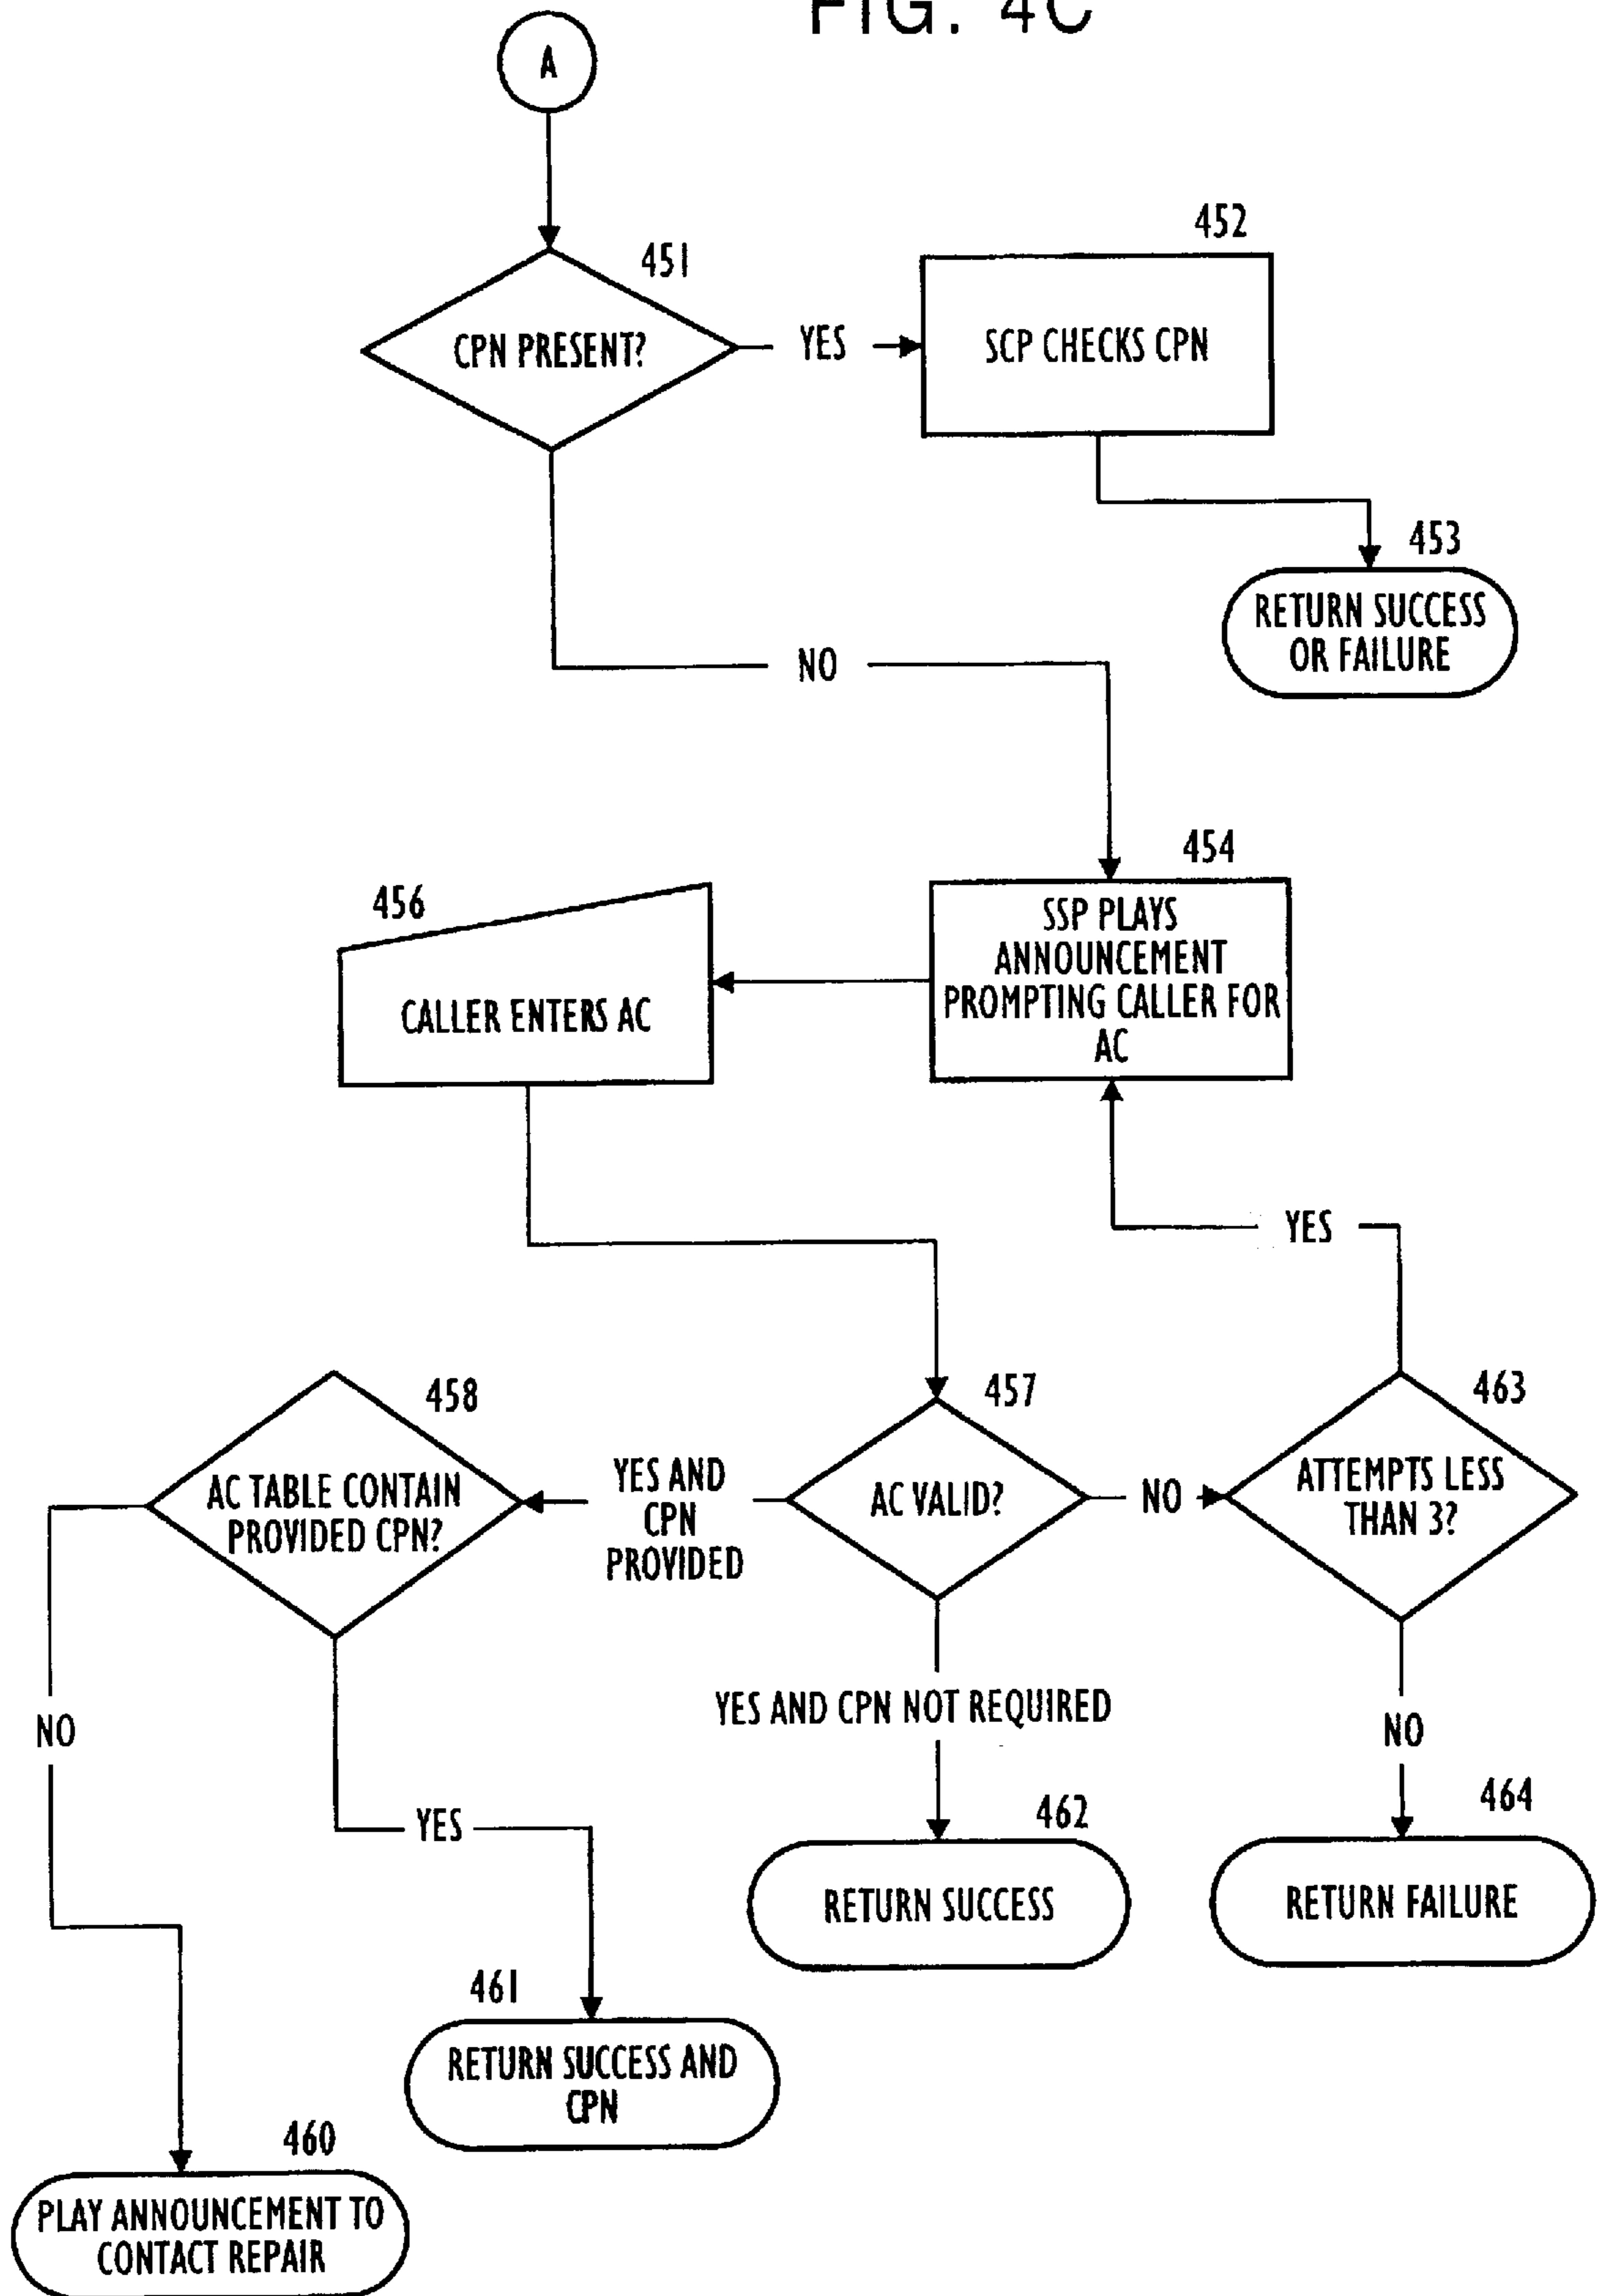 FIG. 4C
A
451
CPN PRESENT?
YES
452
SCP CHECKS CPN
453
RETURN SUCCESS
OR FAILURE
NO
454
SSP PLAYS
ANNOUNCEMENT
PROMPTING CALLER FOR
AC
456
CALLER ENTERS AC
YES
458
AC TABLE CONTAIN
PROVIDED CPN?
YES AND
CPN
PROVIDED
457
AC VALID?
NO
463
ATTEMPTS LESS
THAN 3?
NO
YES AND CPN NOT REQUIRED
NO
YES
462
RETURN SUCCESS
464
RETURN FAILURE
461
RETURN SUCCESS AND
CPN
460
PLAY ANNOUNCEMENT TO
CONTACT REPAIR